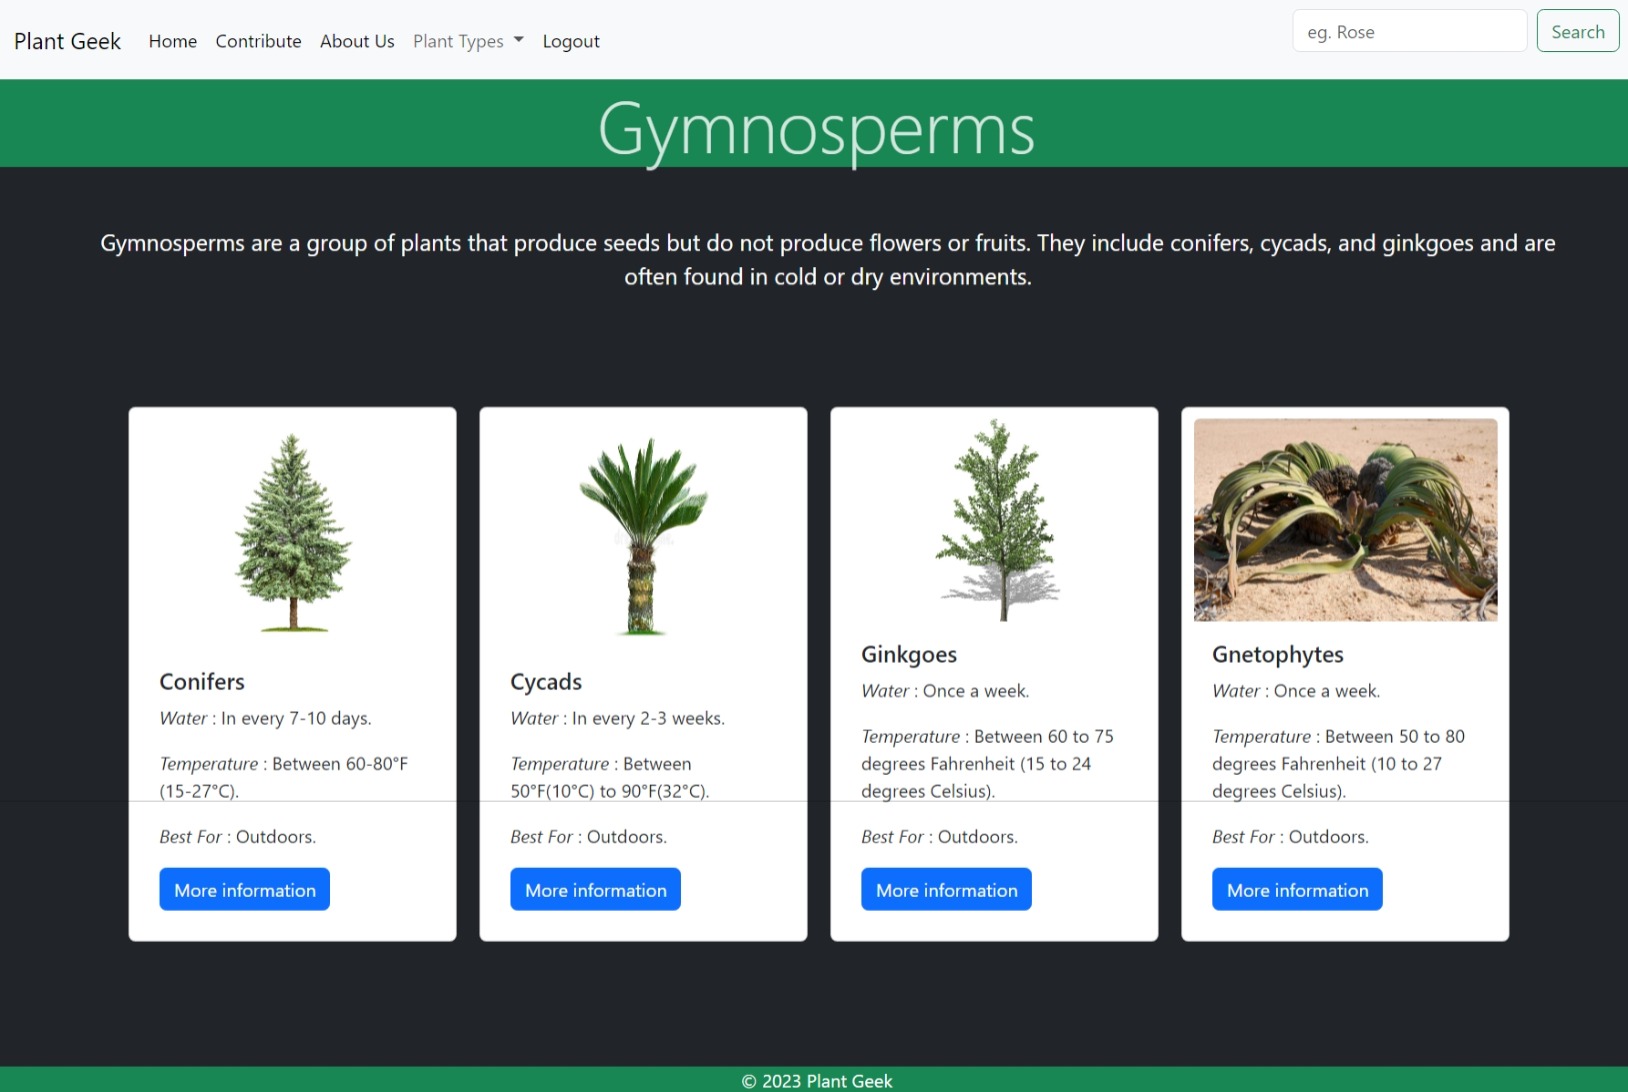 Plant Geek Home Contribute About Us Plant Types Logout eg. Rose Search
Gymnosperms
Gymnosperms are a group of plants that produce seeds but do not produce flowers or fruits. They include conifers, cycads, and ginkgoes and are
often found in cold or dry environments.
Conifers
Water : In every 7-10 days.
Temperature : Between 60-80°F
(15-27°C).
Best For : Outdoors.
More information
Cycads
Water : In every 2-3 weeks.
Temperature : Between
50°F(10°C) to 90°F(32°C).
Best For : Outdoors.
More information
Ginkgoes
Water : Once a week.
Temperature : Between 60 to 75
degrees Fahrenheit (15 to 24
degrees Celsius).
Best For : Outdoors.
More information
Gnetophytes
Water : Once a week.
Temperature : Between 50 to 80
degrees Fahrenheit (10 to 27
degrees Celsius).
Best For : Outdoors.
More information
© 2023 Plant Geek